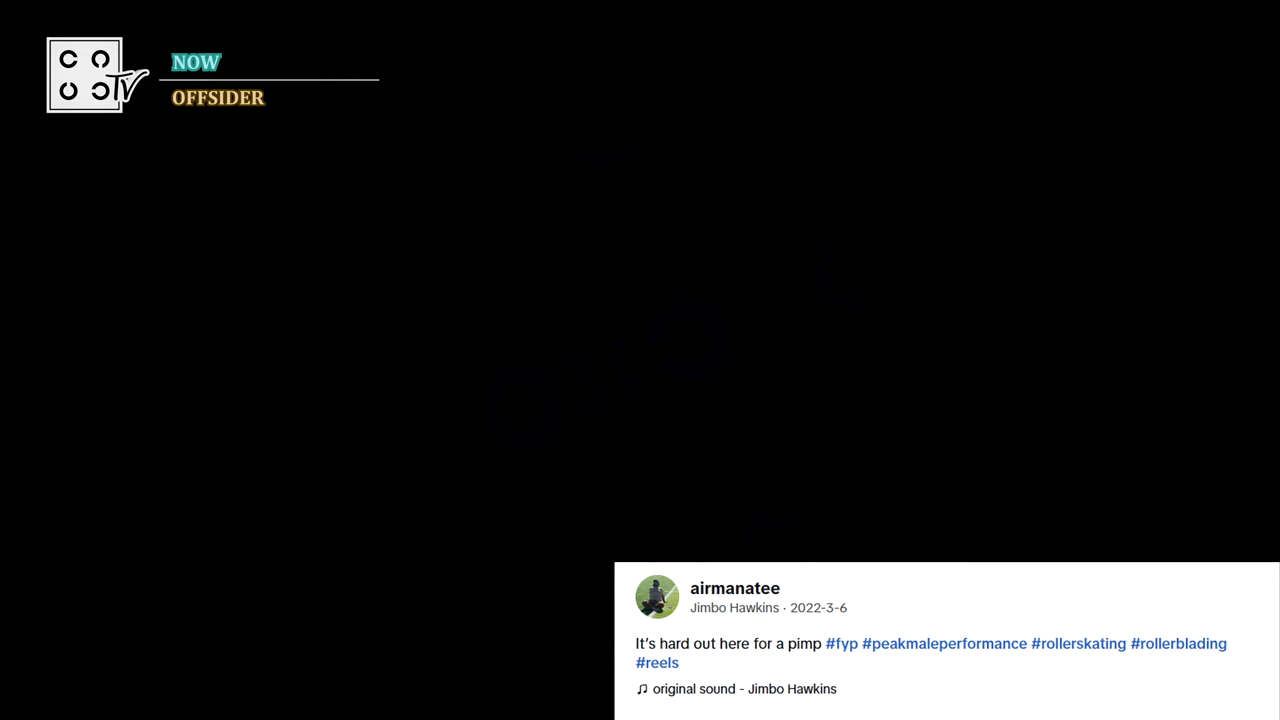 TV
NOW
OFFSIDER
airmanatee
Jimbo Hawkins · 2022-3-6
It's hard out here for a pimp #fyp #peakmaleperformance #rollerskating #rollerblading
#reels
original sound - Jimbo Hawkins